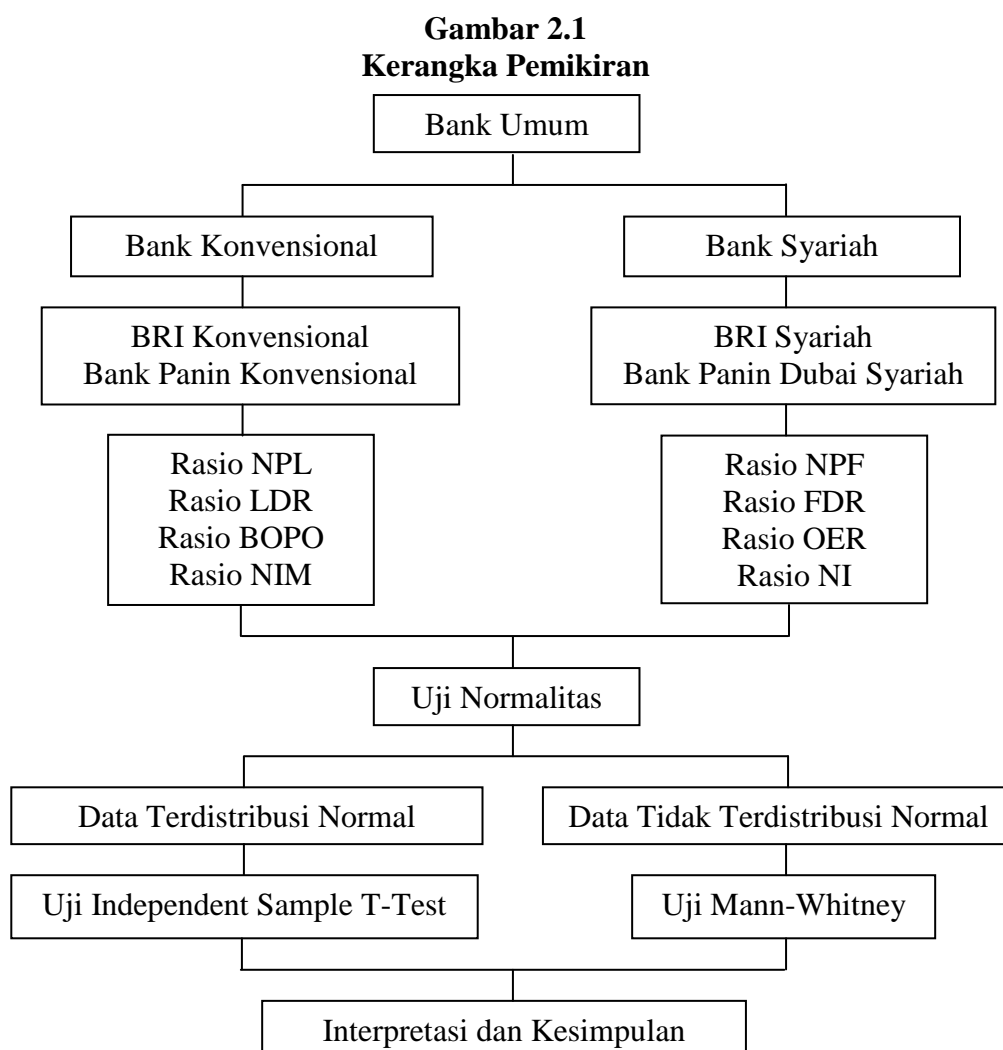 Gambar 2.1
Kerangka Pemikiran
Bank Umum
Bank Konvensional
Bank Syariah
BRI Konvensional
Bank Panin Konvensional
BRI Syariah
Bank Panin Dubai Syariah
Rasio NPL
Rasio LDR
Rasio BOPO
Rasio NIM
Rasio NPF
Rasio FDR
Rasio OER
Rasio NI
Uji Normalitas
Data Terdistribusi Normal
Data Tidak Terdistribusi Normal
Uji Independent Sample T-Test
Uji Mann-Whitney
Interpretasi dan Kesimpulan